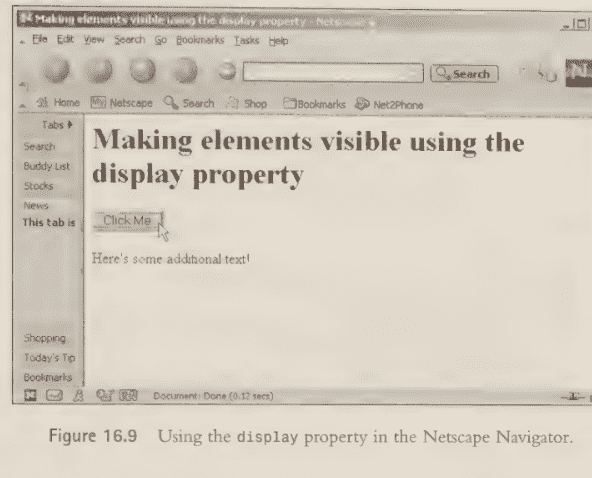 Making elements visible using the display property - Netscape
File Edit View Search Go Bookmarks Tasks Help
Search
N
Home My Netscape Search Shop Bookmarks Net2Phone
Tabs
Search
Buddy List
Stocks
News
This tab is
Shopping
Today's Tip
Bookmarks
Making elements visible using the
display property
Click Me
Here's some additional text!
Document: Done (0.12 secs)
Figure 16.9 Using the display property in the Netscape Navigator.